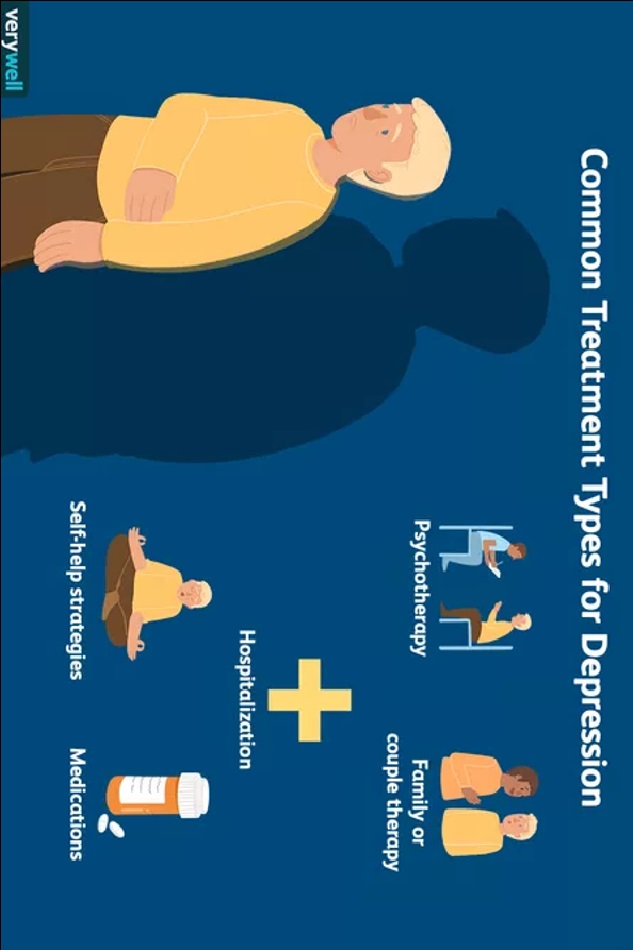 Common Treatment Types for Depression
Psychotherapy
Family or
couple therapy
Hospitalization
Self-help strategies
Medications
verywell